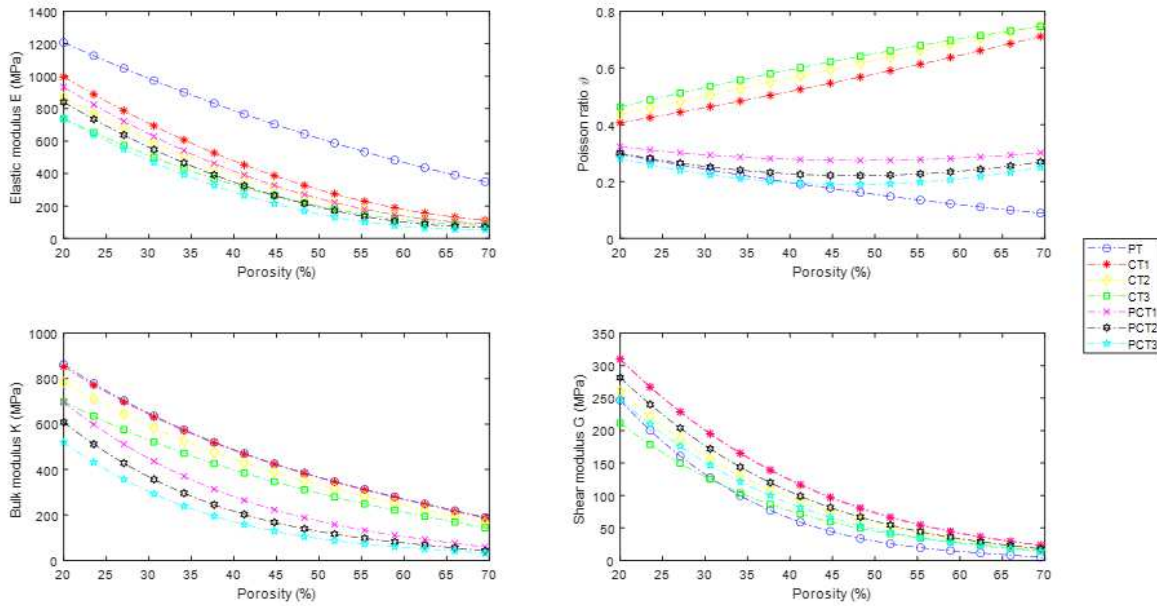 1400
1200
1000
800
600
400
200
0
Elastic modulus E (MPa)
20 25 30 35 40 45 50 55 60 65 70
Porosity (%)
0.8
0.6
0.4
0.2
0
Poisson ratio ϑ
20 25 30 35 40 45 50 55 60 65 70
Porosity (%)
PT
CT1
CT2
CT3
PCT1
PCT2
PCT3
1000
800
600
400
200
0
Bulk modulus K (MPa)
20 25 30 35 40 45 50 55 60 65 70
Porosity (%)
350
300
250
200
150
100
50
0
Shear modulus G (MPa)
20 25 30 35 40 45 50 55 60 65 70
Porosity (%)